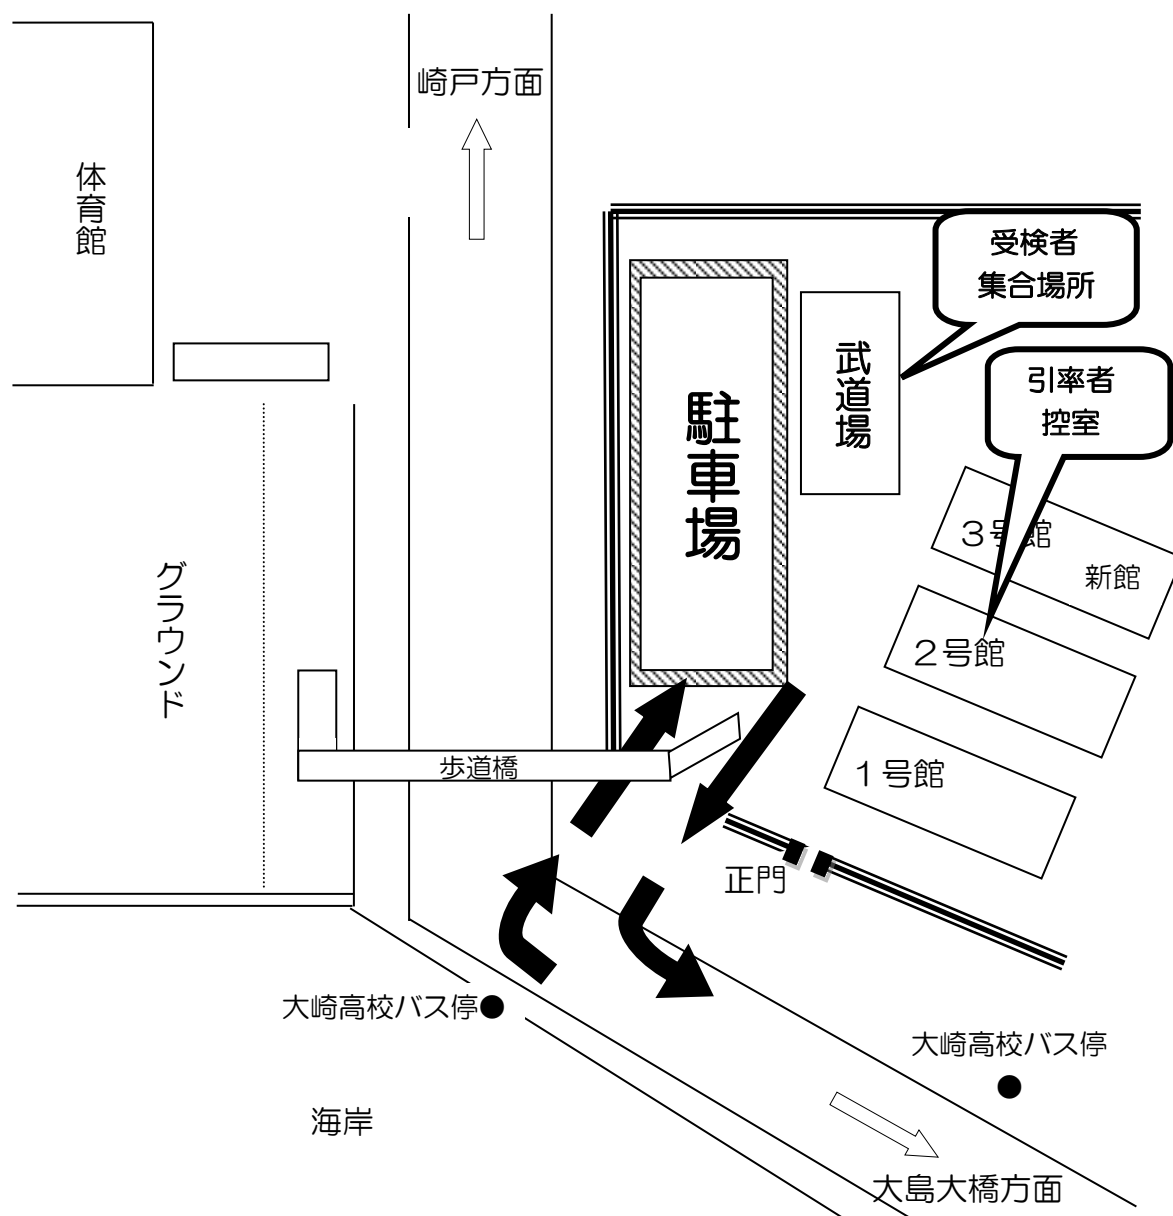 崎戸方面
体育館
受検者
集合場所
武道場
引率者
控室
駐車場
３号館
新館
グラウンド
２号館
歩道橋
１号館
正門
大崎高校バス停
大崎高校バス停
海岸
大島大橋方面